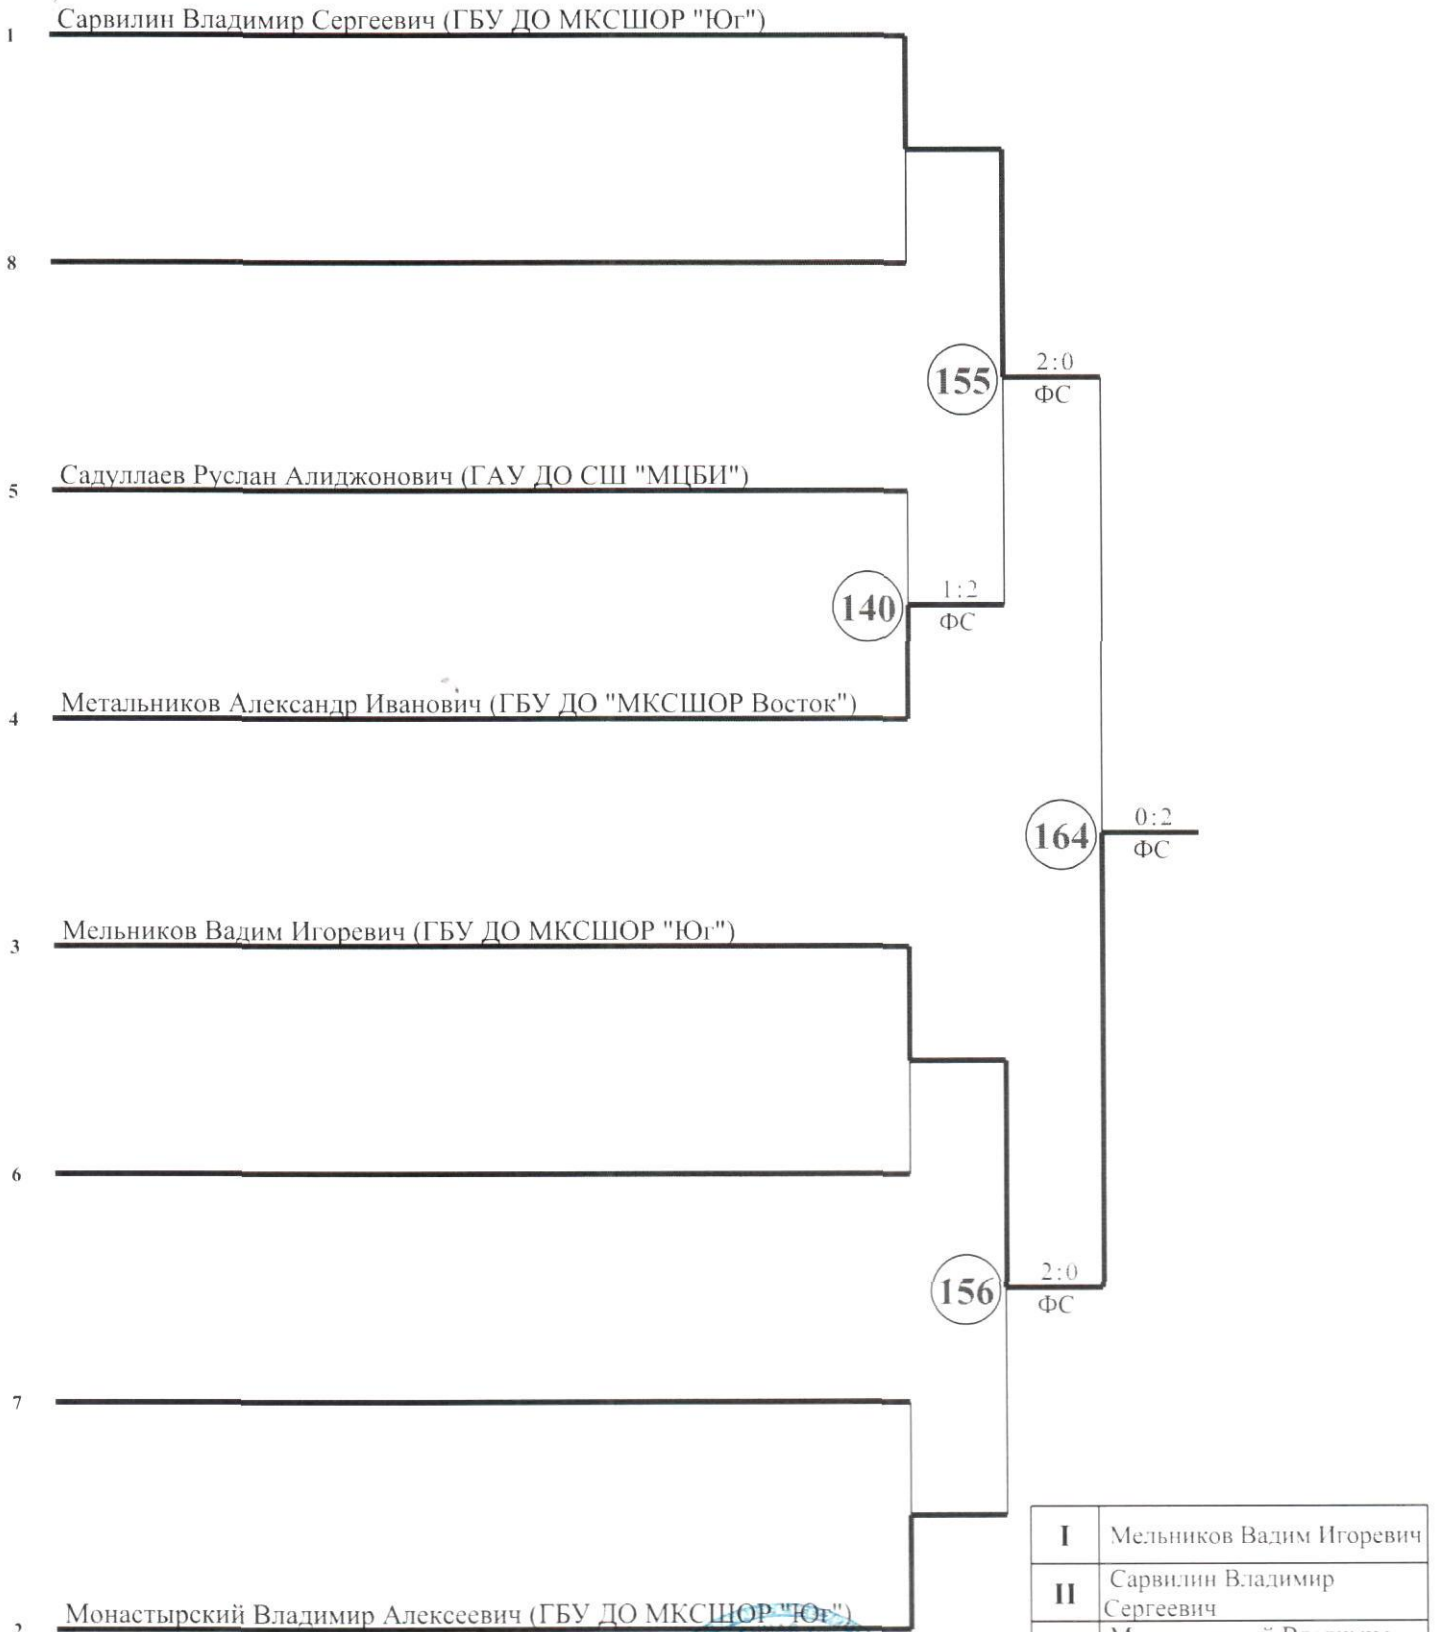 1 Сарвилин Владимир Сергеевич (ГБУ ДО МКСШОР "Юг")
8
155
2:0
ФС
5 Садуллаев Руслан Алиджонович (ГАУ ДО СШ "МЦБИ")
140
1:2
ФС
4 Метальников Александр Иванович (ГБУ ДО "МКСШОР Восток")
164
0:2
ФС
3 Мельников Вадим Игоревич (ГБУ ДО МКСШОР "Юг")
6
156
2:0
ФС
7
I Мельников Вадим Игоревич
II Сарвилин Владимир
Сергеевич
2 Монастырский Владимир Алексеевич (ГБУ ДО МКСШОР "Юг")